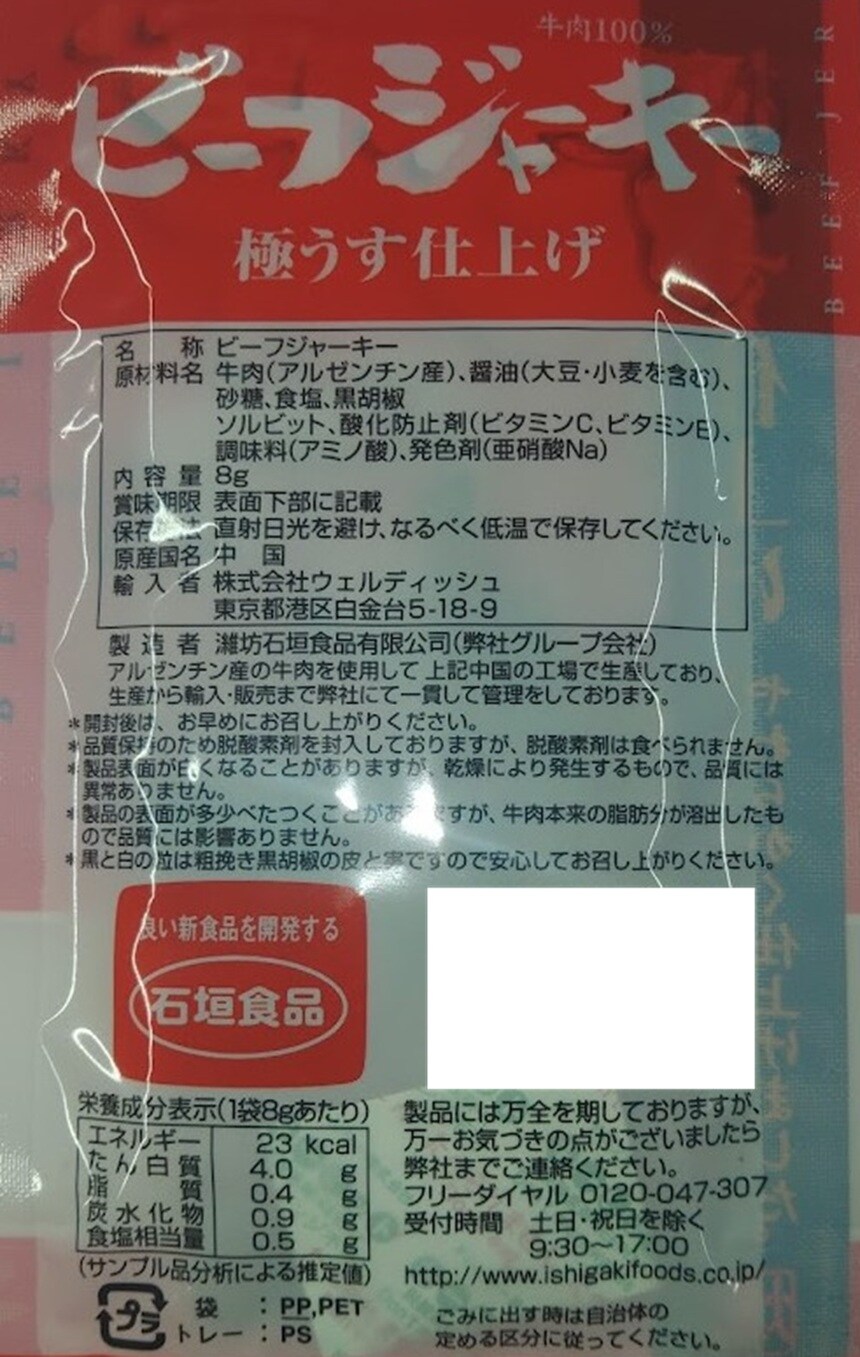 牛肉100%
ビーフジャーキー
BEEF JER
極うす仕上げ
名称 ビーフジャーキー
原材料名 牛肉(アルゼンチン産)、醤油(大豆・小麦を含む)、
砂糖、食塩、黒胡椒
ソルビット、酸化防止剤(ビタミンC、ビタミンE)、
調味料(アミノ酸)、発色剤(亜硝酸Na)
内容量 8g
賞味期限 表面下部に記載
保存方法 直射日光を避け、なるべく低温で保存してください。
原産国名 中国
輸入者 株式会社ウェルディッシュ
東京都港区白金台5-18-9
製造者 濰坊石垣食品有限公司(弊社グループ会社)
アルゼンチン産の牛肉を使用して上記中国の工場で生産しており、
生産から輸入・販売まで弊社にて一貫して管理をしております。
*開封後は、お早めにお召し上がりください。
*品質保持のため脱酸素剤を封入しておりますが、脱酸素剤は食べられません。
*製品表面が白くなることがありますが、乾燥により発生するもので、品質には
異常ありません。
*製品の表面が多少べたつくことがありますが、牛肉本来の脂肪分が溶出したも
ので品質には影響ありません。
*黒と白の粒は粗挽き黒胡椒の皮と実ですので安心してお召し上がりください。
良い新食品を開発する
石垣食品
栄養成分表示(1袋8gあたり)
エネルギー 23 kcal
たん白質 4.0 g
脂質 0.4 g
炭水化物 0.9 g
食塩相当量 0.5 g
(サンプル品分析による推定値)
プラ
袋 : PP,PET
トレー : PS
製品には万全を期しておりますが、
万一お気づきの点がございましたら
弊社までご連絡ください。
フリーダイヤル 0120-047-307
受付時間 土日・祝日を除く
9:30～17:00
http://www.ishigakifoods.co.jp/
ごみに出す時は自治体の
定める区分に従ってください。